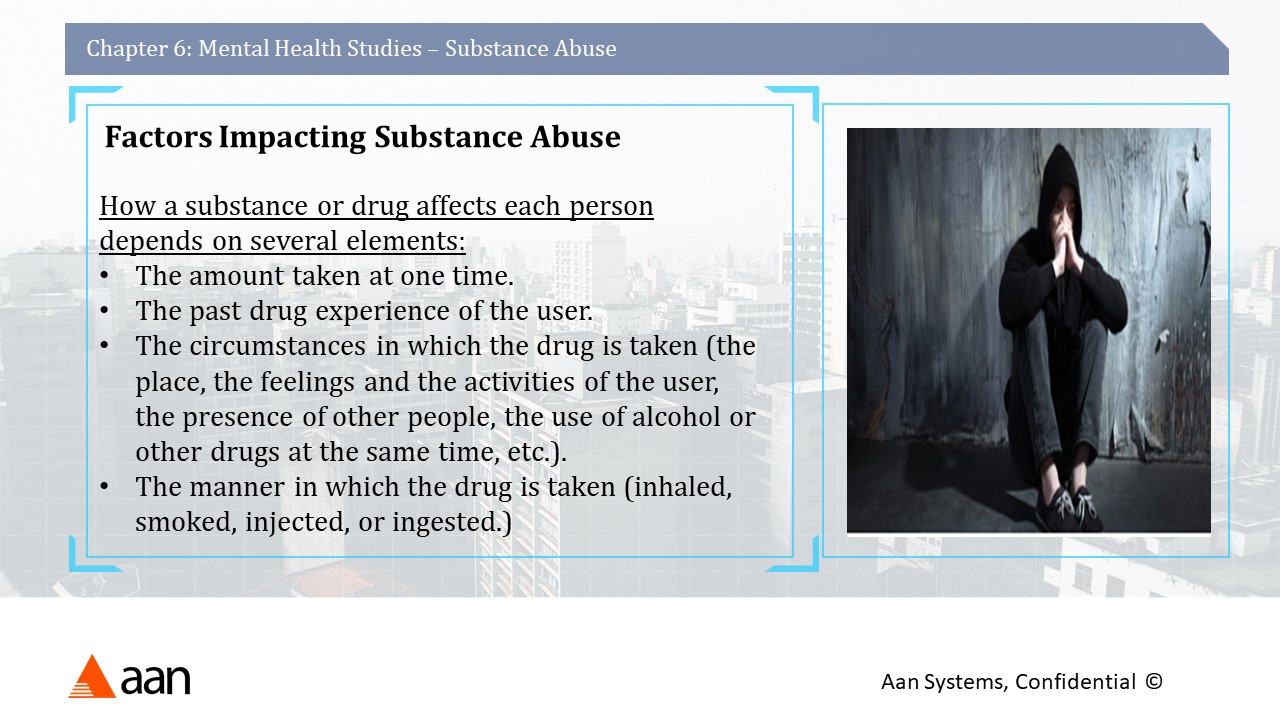 Chapter 6: Mental Health Studies – Substance Abuse
Factors Impacting Substance Abuse
How a substance or drug affects each person
depends on several elements:
• The amount taken at one time.
• The past drug experience of the user.
• The circumstances in which the drug is taken (the
place, the feelings and the activities of the user,
the presence of other people, the use of alcohol or
other drugs at the same time, etc.).
• The manner in which the drug is taken (inhaled,
smoked, injected, or ingested.)
aan
Aan Systems, Confidential ©